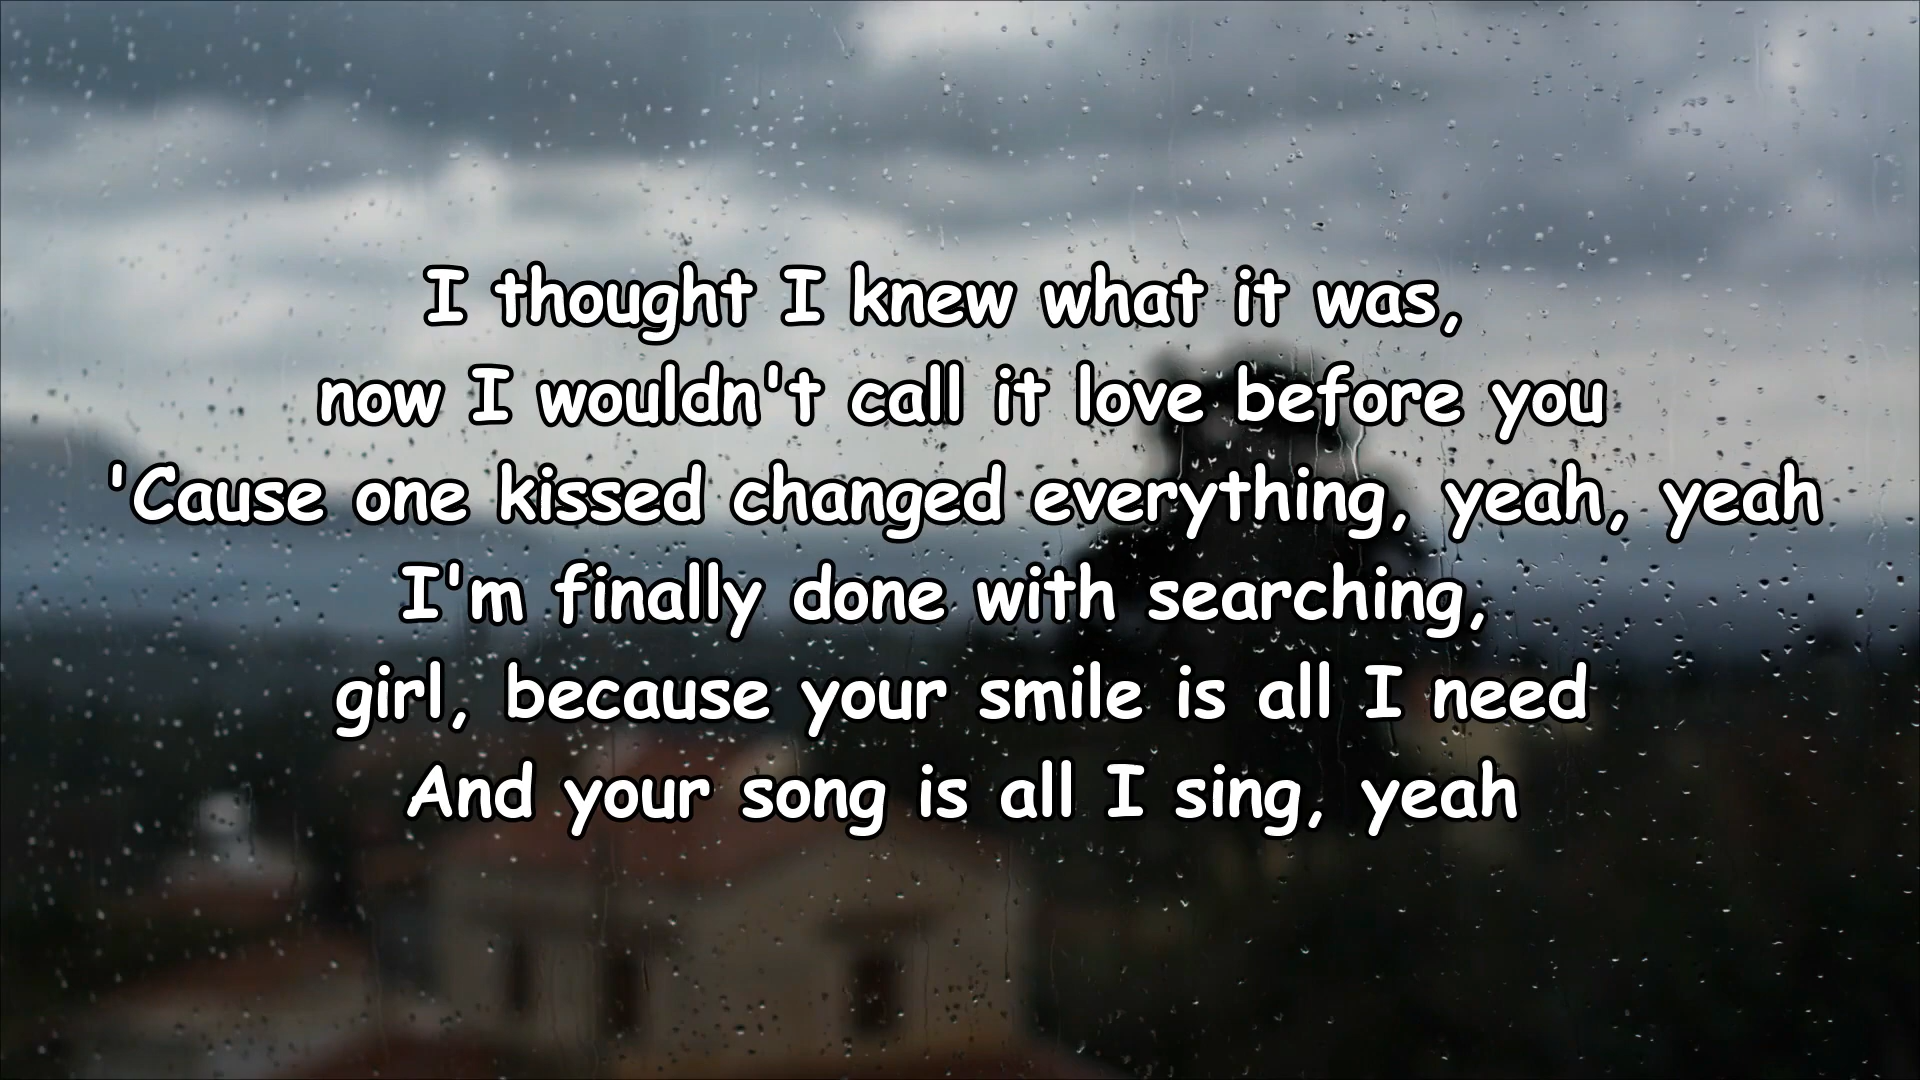 I thought I knew what it was,
now I wouldn't call it love before you
'Cause one kissed changed everything, yeah, yeah
I'm finally done with searching,
girl, because your smile is all I need
And your song is all I sing, yeah